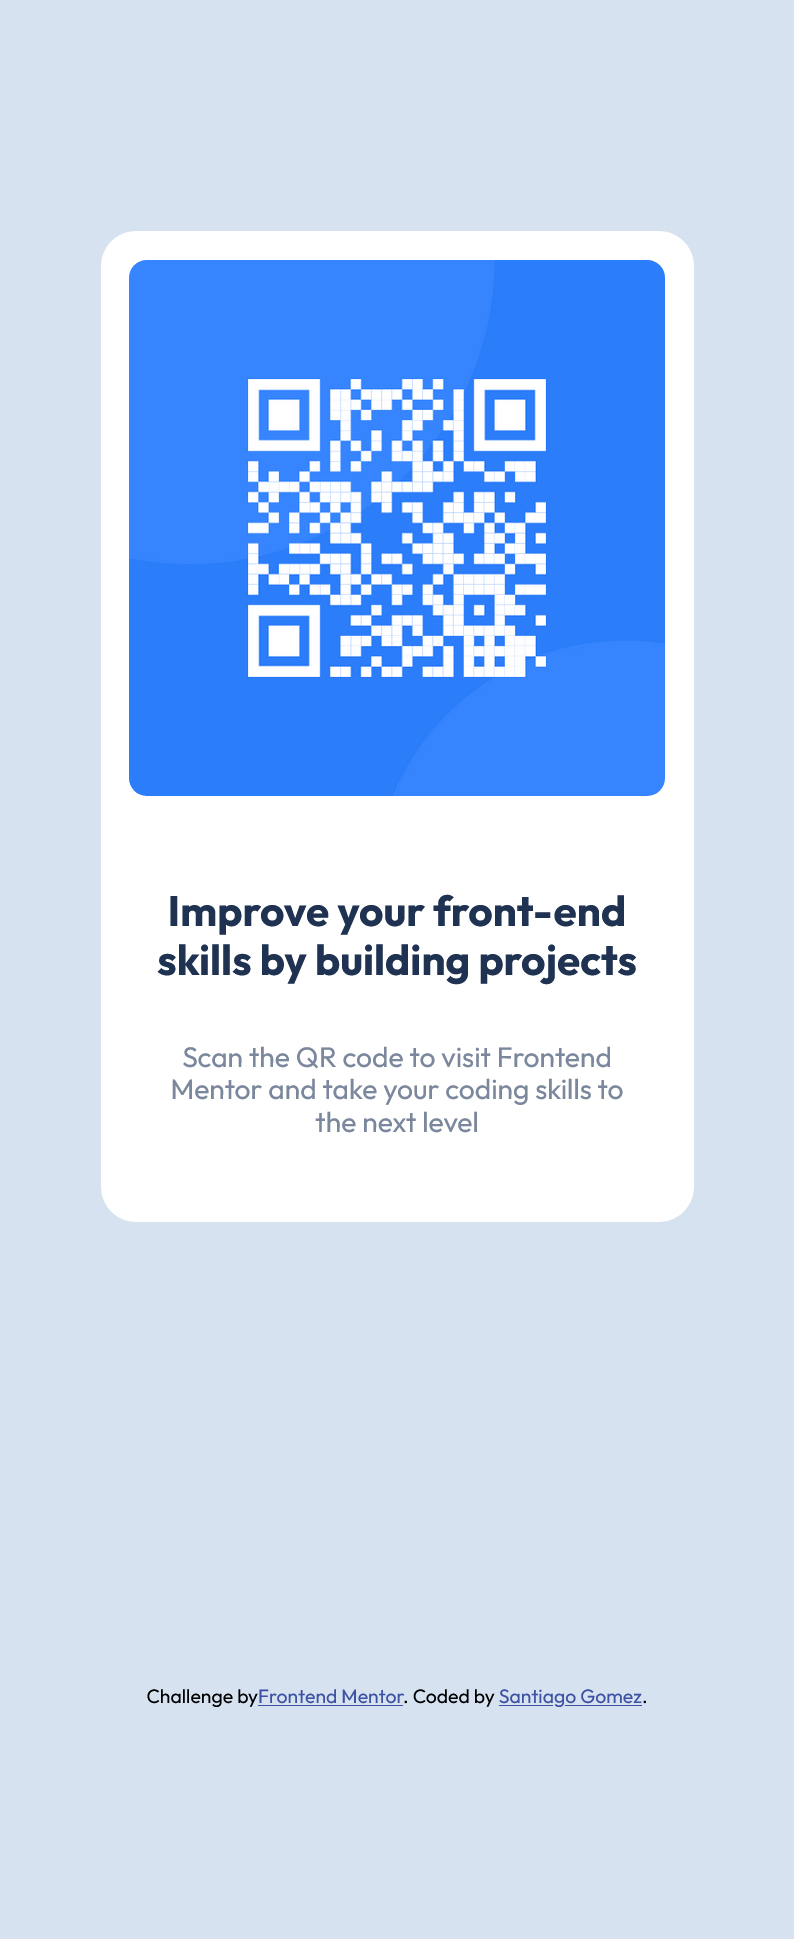 Improve your front-end
skills by building projects
Scan the QR code to visit Frontend
Mentor and take your coding skills to
the next level
Challenge byFrontend Mentor. Coded by Santiago Gomez.